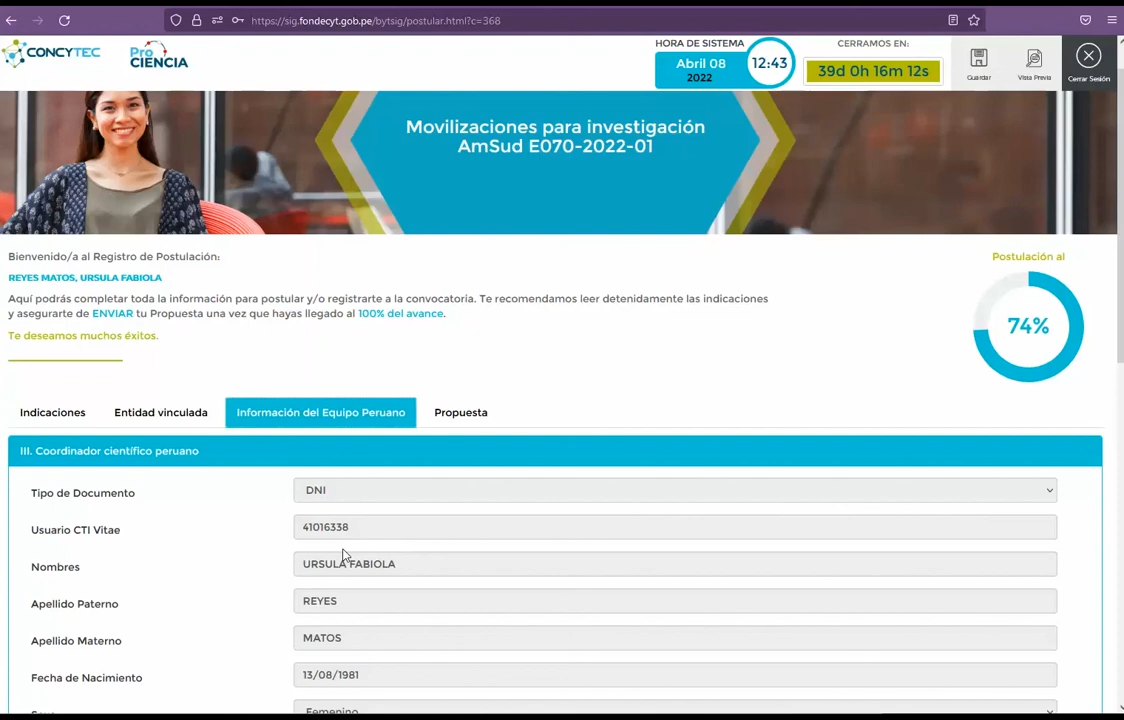 https://sig.fondecyt.gob.pe/bytsig/postular.html?c=368
CONCYTEC
Pro
CIENCIA
HORA DE SISTEMA
Abril 08
2022
12:43
CERRAMOS EN:
39d 0h 16m 12s
Guardar
Vista Previa
Cerrar Sesión
Movilizaciones para investigación
AmSud E070-2022-01
Bienvenido/a al Registro de Postulación:
REYES MATOS, URSULA FABIOLA
Aquí podrás completar toda la información para postular y/o registrarte a la convocatoria. Te recomendamos leer detenidamente las indicaciones
y asegurarte de ENVIAR tu Propuesta una vez que hayas llegado al 100% del avance.
Te deseamos muchos éxitos.
Postulación al
74%
Indicaciones
Entidad vinculada
Información del Equipo Peruano
Propuesta
III. Coordinador científico peruano
Tipo de Documento
DNI
Usuario CTI Vitae
41016338
Nombres
URSULA FABIOLA
Apellido Paterno
REYES
Apellido Materno
MATOS
Fecha de Nacimiento
13/08/1981
Femenino